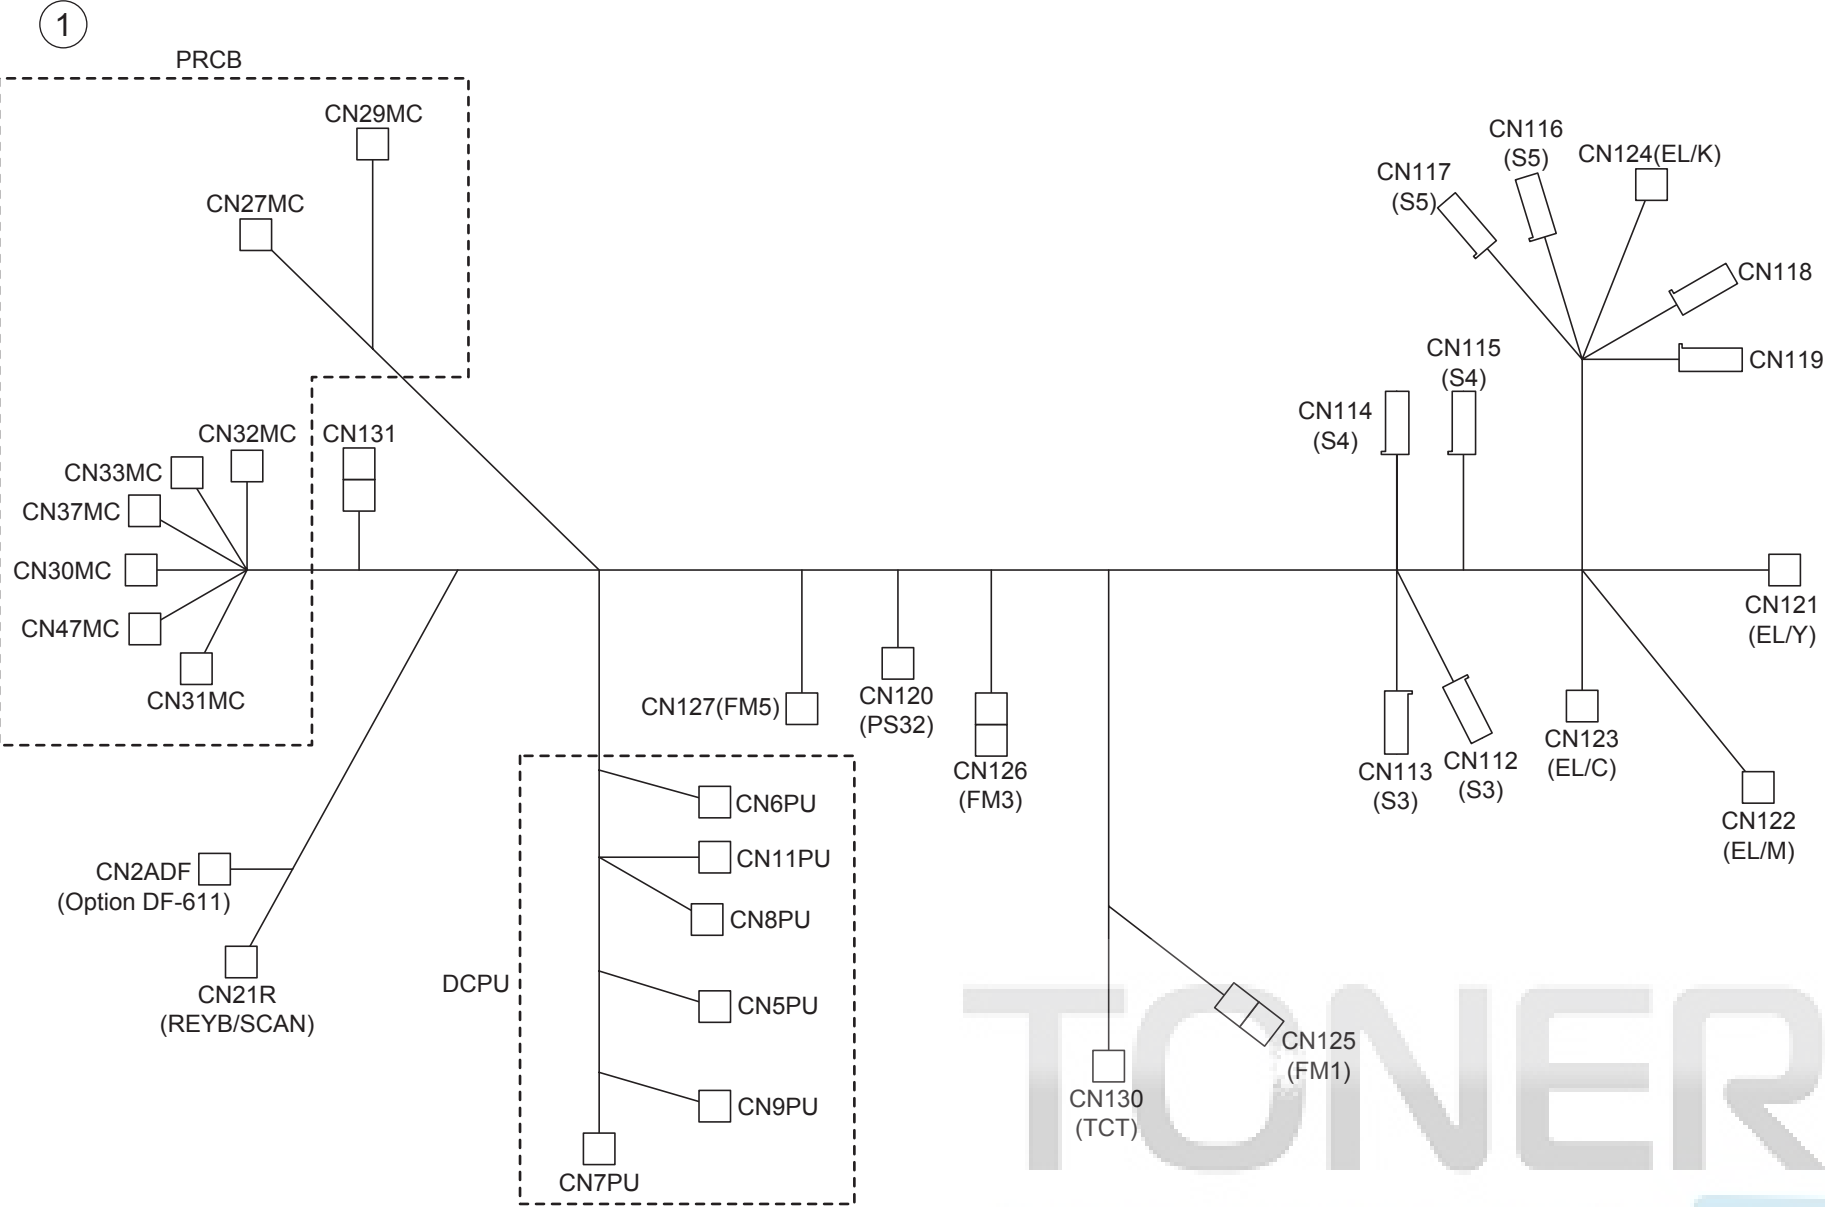 1
PRCB
CN29MC
CN27MC
CN116
(S5)
CN124(EL/K)
CN117
(S5)
CN118
CN115
(S4)
CN119
CN114
(S4)
CN32MC
CN131
CN33MC
CN37MC
CN30MC
CN47MC
CN31MC
CN121
(EL/Y)
CN127(FM5)
CN120
(PS32)
CN126
(FM3)
CN113
(S3)
CN112
(S3)
CN123
(EL/C)
CN122
(EL/M)
CN6PU
CN11PU
CN8PU
CN2ADF
(Option DF-611)
CN21R
(REYB/SCAN)
DCPU
CN5PU
CN9PU
CN7PU
CN125
(FM1)
CN130
(TCT)
TONER